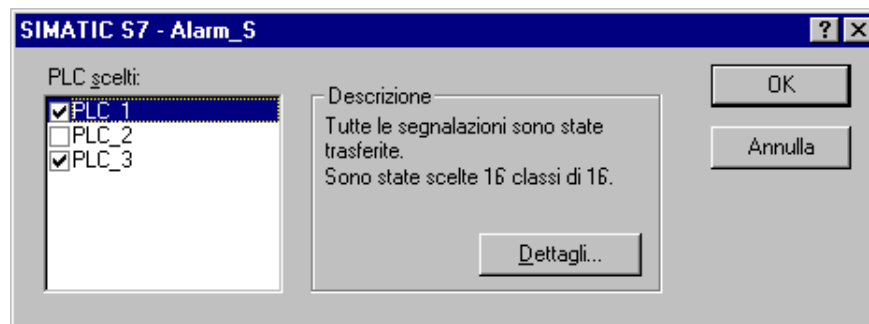 SIMATIC S7 - Alarm_S
PLC scelti:
PLC_1
PLC_2
PLC_3
Descrizione
Tutte le segnalazioni sono state
trasferite.
Sono state scelte 16 classi di 16.
Dettagli...
OK
Annulla